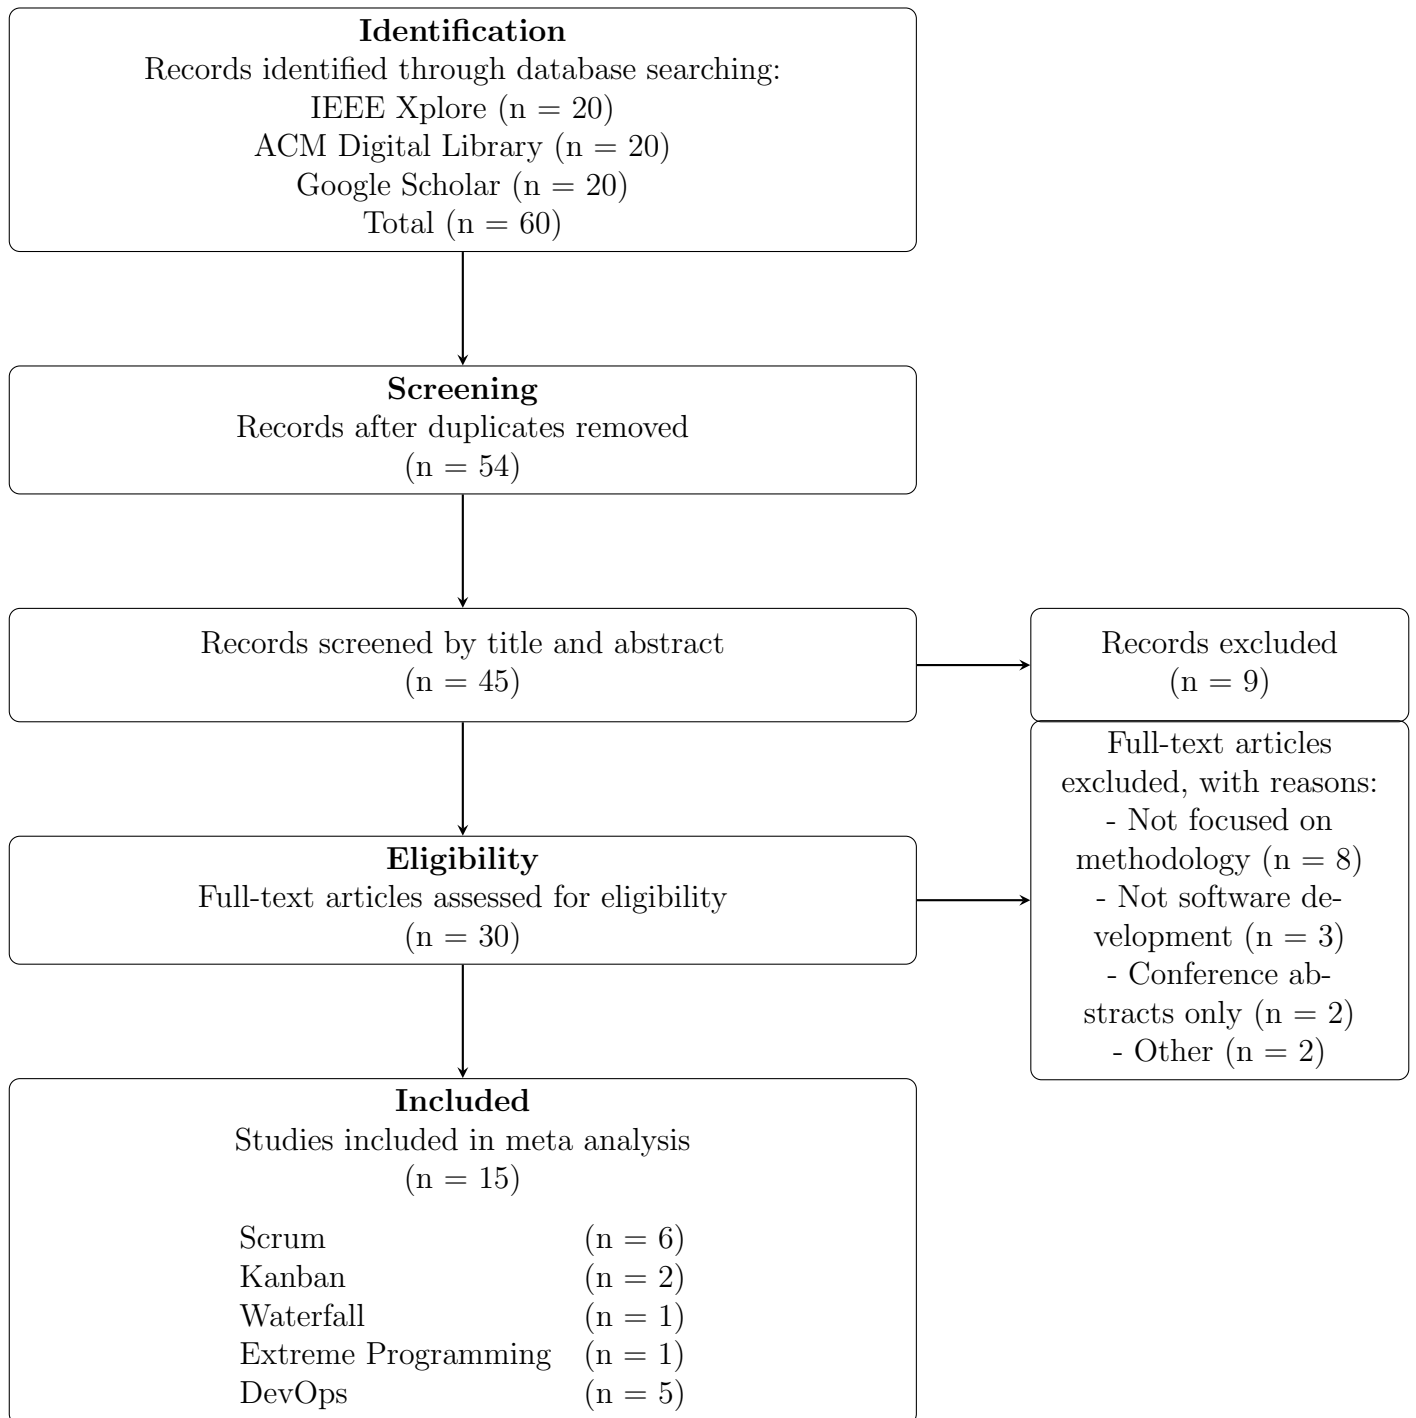 Identification
Records identified through database searching:
IEEE Xplore (n = 20)
ACM Digital Library (n = 20)
Google Scholar (n = 20)
Total (n = 60)
Screening
Records after duplicates removed
(n = 54)
Records screened by title and abstract
(n = 45)
Records excluded
(n = 9)
Full-text articles
excluded, with reasons:
- Not focused on
methodology (n = 8)
- Not software de-
velopment (n = 3)
- Conference ab-
stracts only (n = 2)
- Other (n = 2)
Eligibility
Full-text articles assessed for eligibility
(n = 30)
Included
Studies included in meta analysis
(n = 15)
Scrum (n = 6)
Kanban (n = 2)
Waterfall (n = 1)
Extreme Programming (n = 1)
DevOps (n = 5)